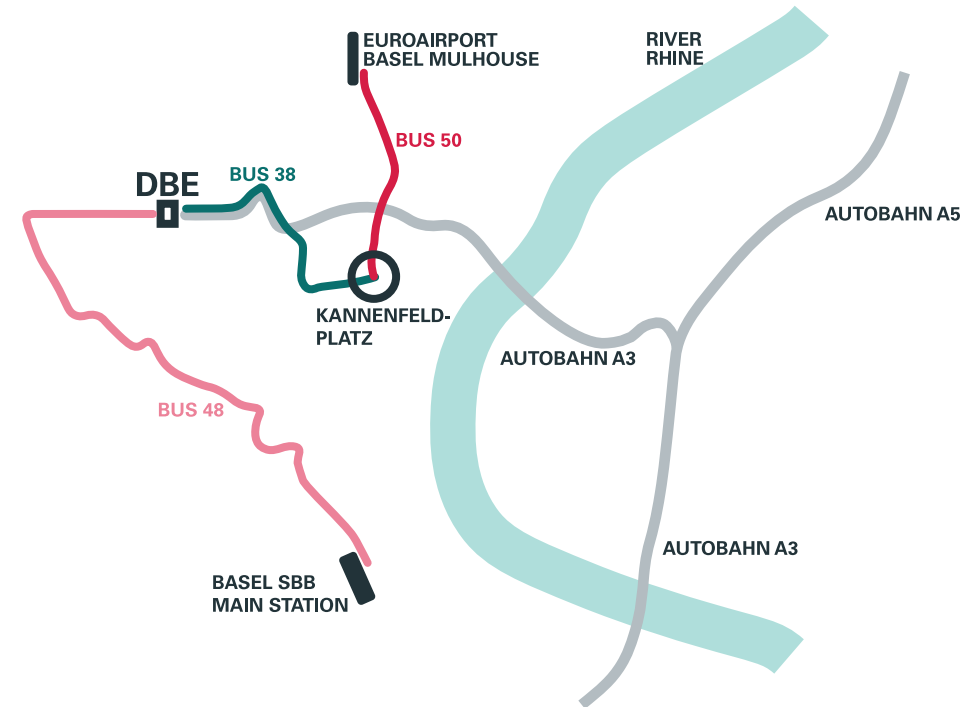 EUROAIRPORT
BASEL MULHOUSE
RIVER
RHINE
BUS 50
DBE
BUS 38
AUTOBAHN A5
KANNENFELD-
PLATZ
AUTOBAHN A3
BUS 48
AUTOBAHN A3
BASEL SBB
MAIN STATION